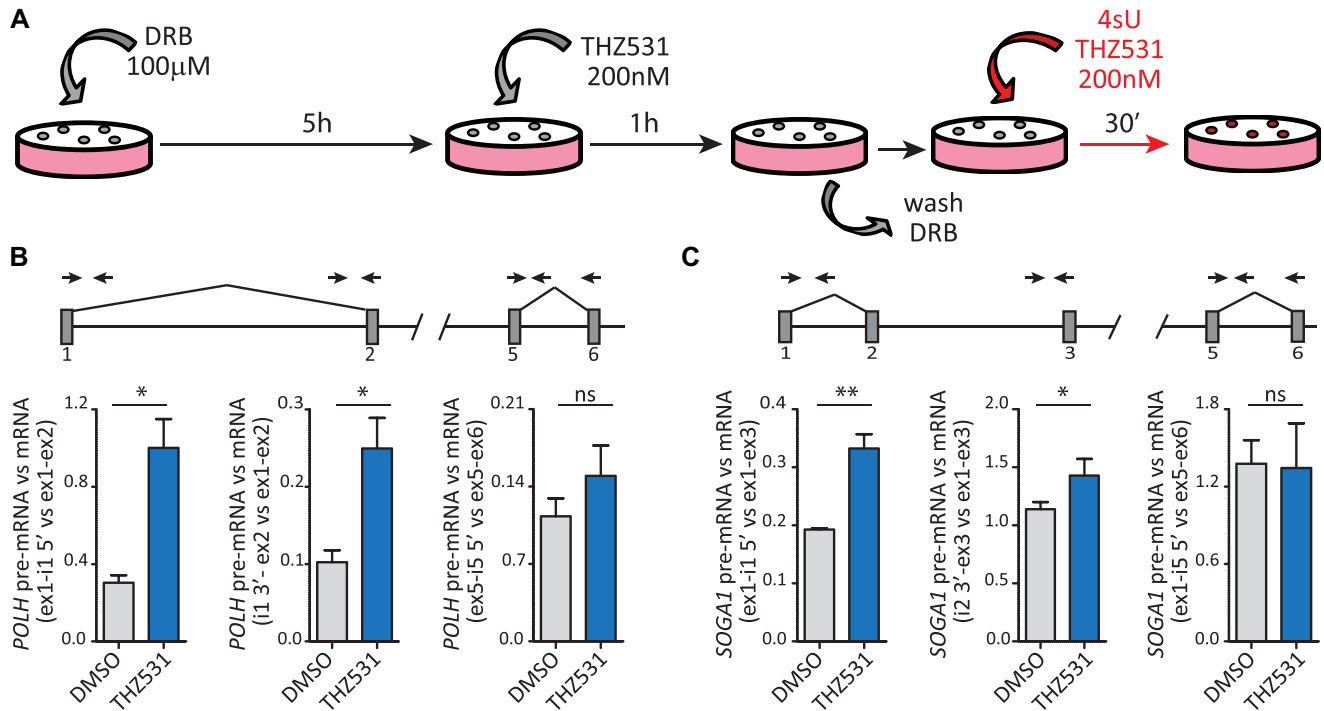 A
DRB
100μM
5h
THZ531
200nM
1h
wash
DRB
4sU
THZ531
200nM
30’
B
1
2
5
6
POLH pre-mRNA vs mRNA
(ex1-i1 5’ vs ex1-ex2)
1.2
0.8
0.4
0.0
*
DMSO
THZ531
POLH pre-mRNA vs mRNA
(i1 3’- ex2 vs ex1-ex2)
0.3
0.2
0.1
0.0
*
DMSO
THZ531
POLH pre-mRNA vs mRNA
(ex5-i5 5’ vs ex5-ex6)
0.21
0.14
0.7
0.0
ns
DMSO
THZ531
C
1
2
3
5
6
SOGA1 pre-mRNA vs mRNA
(ex1-i1 5’ vs ex1-ex3)
0.4
0.3
0.2
0.1
0.0
**
DMSO
THZ531
SOGA1 pre-mRNA vs mRNA
(i2 3’-ex3 vs ex1-ex3)
2.0
1.5
1.0
0.5
0.0
*
DMSO
THZ531
SOGA1 pre-mRNA vs mRNA
(ex1-i5 5’ vs ex5-ex6)
1.8
1.2
0.6
0.0
ns
DMSO
THZ531